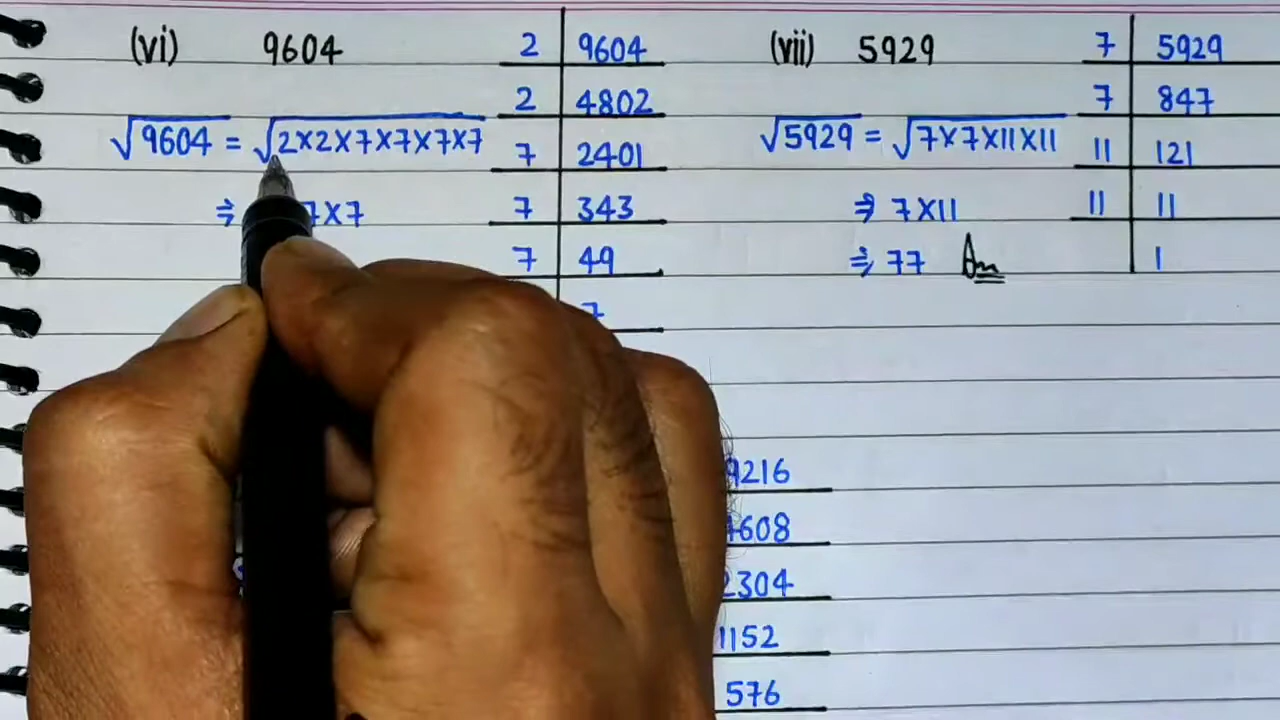 (vi) 9604
√9604 = √2×2×7×7×7×7
⇒ 7×7
2 | 9604
2 | 4802
7 | 2401
7 | 343
7 | 49
7
(vii) 5929
√5929 = √7×7×11×11
⇒ 7×11
⇒ 77 Ans
7 | 5929
7 | 847
11 | 121
11 | 11
1
9216
4608
2304
1152
576